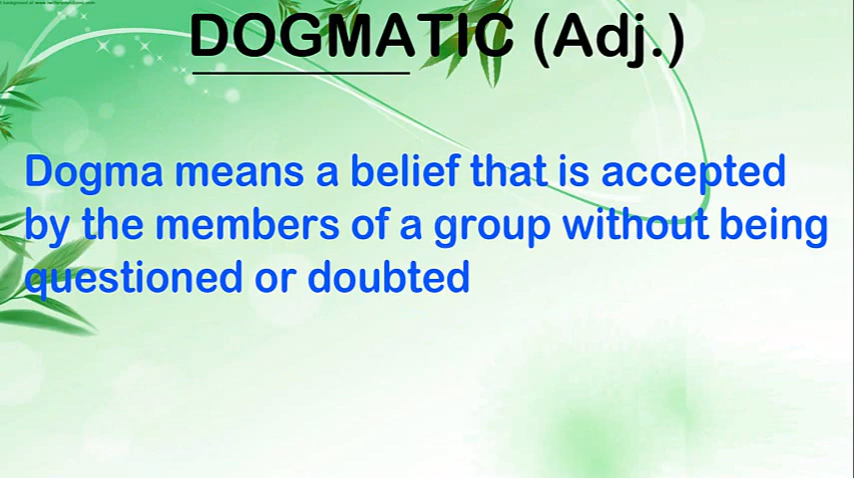 DOGMATIC (Adj.)
Dogma means a belief that is accepted
by the members of a group without being
questioned or doubted